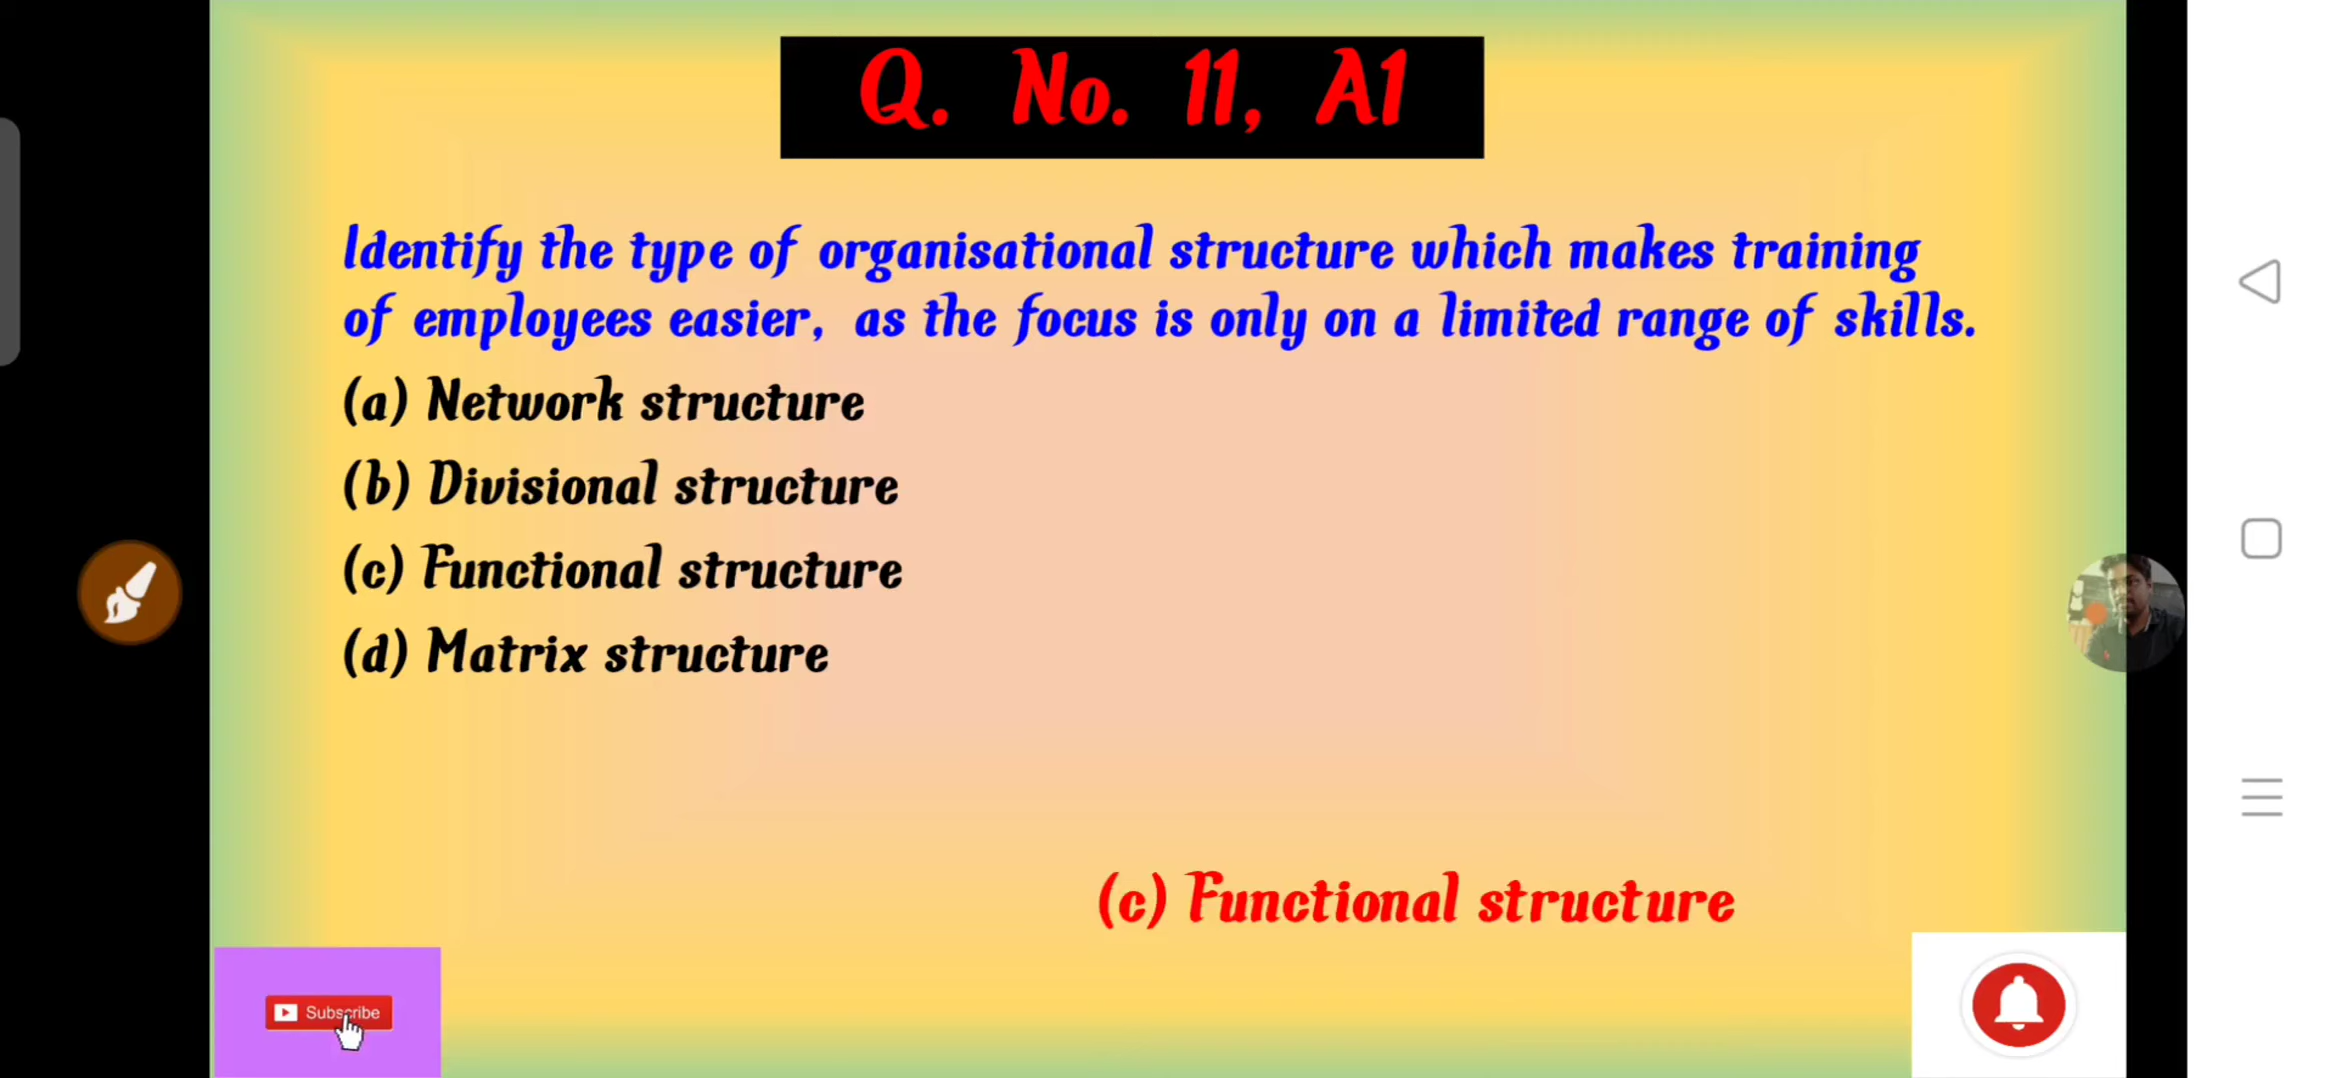 Q. No. 11, A1
Identify the type of organisational structure which makes training
of employees easier, as the focus is only on a limited range of skills.
(a) Network structure
(b) Divisional structure
(c) Functional structure
(d) Matrix structure
(c) Functional structure
Subscribe